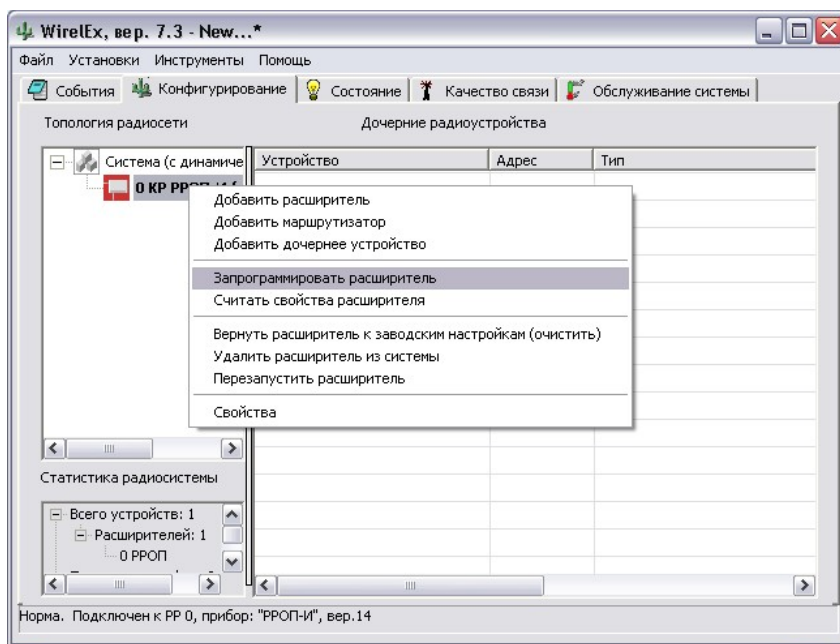 WirelEx, вер. 7.3 - New...*
Файл Установки Инструменты Помощь
События Конфигурирование Состояние Качество связи Обслуживание системы
Топология радиосети Дочерние радиоустройства
Система (с динамиче
Устройство Адрес Тип
0 КР
Добавить расширитель
Добавить маршрутизатор
Добавить дочернее устройство
Запрограммировать расширитель
Считать свойства расширителя
Вернуть расширитель к заводским настройкам (очистить)
Удалить расширитель из системы
Перезапустить расширитель
Свойства
Статистика радиосистемы
Всего устройств: 1
Расширителей: 1
0 РРОП
Норма. Подключен к РР 0, прибор: "РРОП-И", вер.14